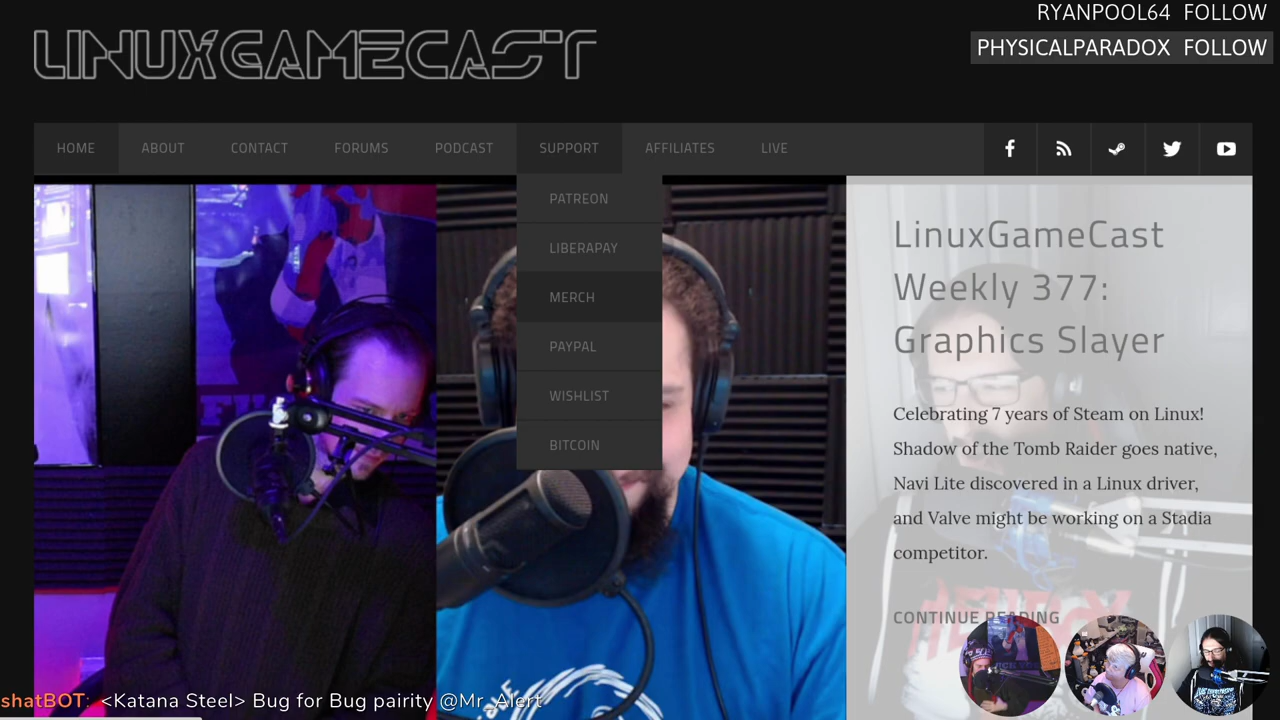 LINUXGAMECAST
RYANPOOL64 FOLLOW
PHYSICALPARADOX FOLLOW
HOME ABOUT CONTACT FORUMS PODCAST SUPPORT AFFILIATES LIVE
PATREON
LIBERAPAY
MERCH
PAYPAL
WISHLIST
BITCOIN
LinuxGameCast
Weekly 377:
Graphics Slayer
Celebrating 7 years of Steam on Linux!
Shadow of the Tomb Raider goes native,
Navi Lite discovered in a Linux driver,
and Valve might be working on a Stadia
competitor.
CONTINUE READING
shatBOT: <Katana Steel> Bug for Bug pairity @Mr_Alert